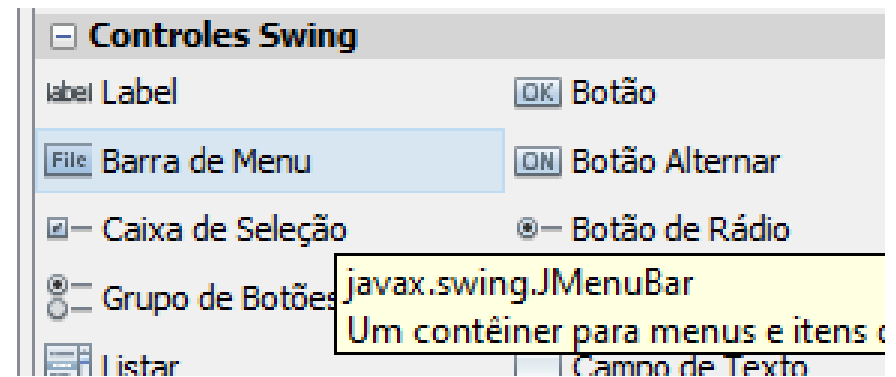 Controles Swing
label Label
OK Botão
File Barra de Menu
ON Botão Alternar
Caixa de Seleção
Botão de Rádio
Grupo de Botões
javax.swing.JMenuBar
Um contêiner para menus e itens
Listar
Campo de Texto